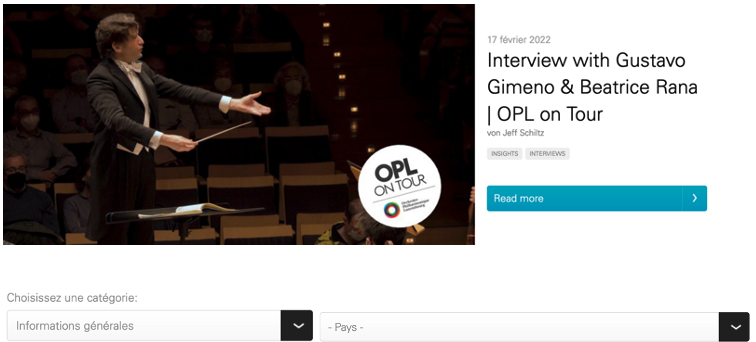 17 février 2022
Interview with Gustavo
Gimeno & Beatrice Rana
| OPL on Tour
von Jeff Schiltz
INSIGHTS INTERVIEWS
OPL
ON TOUR
Luxembourg
Read more
Choisissez une catégorie:
Informations générales
- Pays -